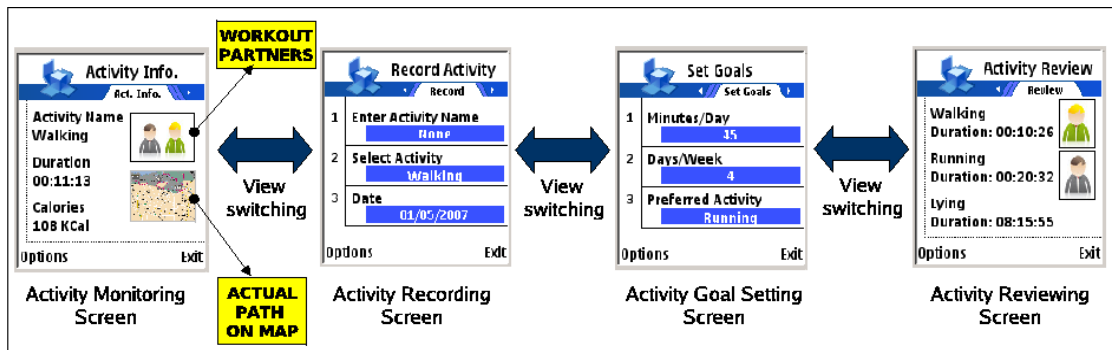 WORKOUT
PARTNERS
Activity Info.
Act. Info.
Activity Name
Walking
Duration
00:11:13
Calories
108 KCal
Options Exit
Activity Monitoring
Screen
ACTUAL
PATH
ON MAP
View
switching
Record Activity
Record
1 Enter Activity Name
None
2 Select Activity
Walking
3 Date
01/05/2007
Options Exit
Activity Recording
Screen
View
switching
Set Goals
Set Goals
1 Minutes/Day
45
2 Days/Week
4
3 Preferred Activity
Running
Options Exit
Activity Goal Setting
Screen
View
switching
Activity Review
Review
Walking
Duration: 00:10:26
Running
Duration: 00:20:32
Lying
Duration: 08:15:55
Options Exit
Activity Reviewing
Screen